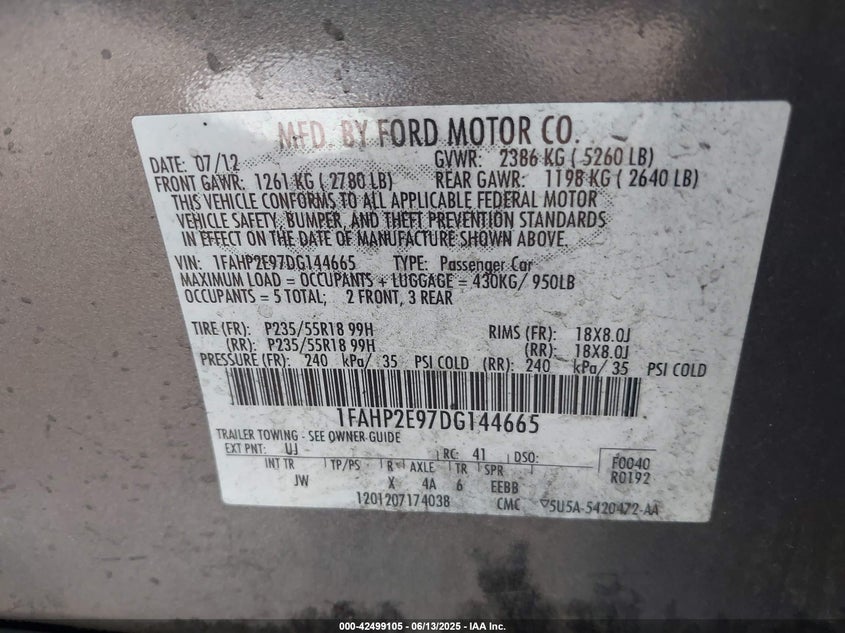 MFD. BY FORD MOTOR CO.
DATE: 07/12 GVWR: 2386 KG ( 5260 LB)
FRONT GAWR: 1261 KG ( 2780 LB) REAR GAWR: 1198 KG ( 2640 LB)
THIS VEHICLE CONFORMS TO ALL APPLICABLE FEDERAL MOTOR
VEHICLE SAFETY, BUMPER, AND THEFT PREVENTION STANDARDS
IN EFFECT ON THE DATE OF MANUFACTURE SHOWN ABOVE.
VIN: 1FAHP2E97DG144665 TYPE: Passenger Car
MAXIMUM LOAD = OCCUPANTS + LUGGAGE = 430KG/ 950LB
OCCUPANTS = 5 TOTAL; 2 FRONT, 3 REAR
TIRE (FR): P235/55R18 99H RIMS (FR): 18X8.0J
(RR): P235/55R18 99H (RR): 18X8.0J
PRESSURE (FR): 240 kPa/ 35 PSI COLD (RR): 240 kPa/ 35 PSI COLD
1FAHP2E97DG144665
TRAILER TOWING - SEE OWNER GUIDE
EXT PNT: UJ RC: 41 DSO: F0040
INT TR TP/PS R AXLE TR SPR R0192
JW X 4A 6 EEBB
1201207174038 CMC ▽5U5A-5420472-AA
000-42499105 - 06/13/2025 - IAA Inc.